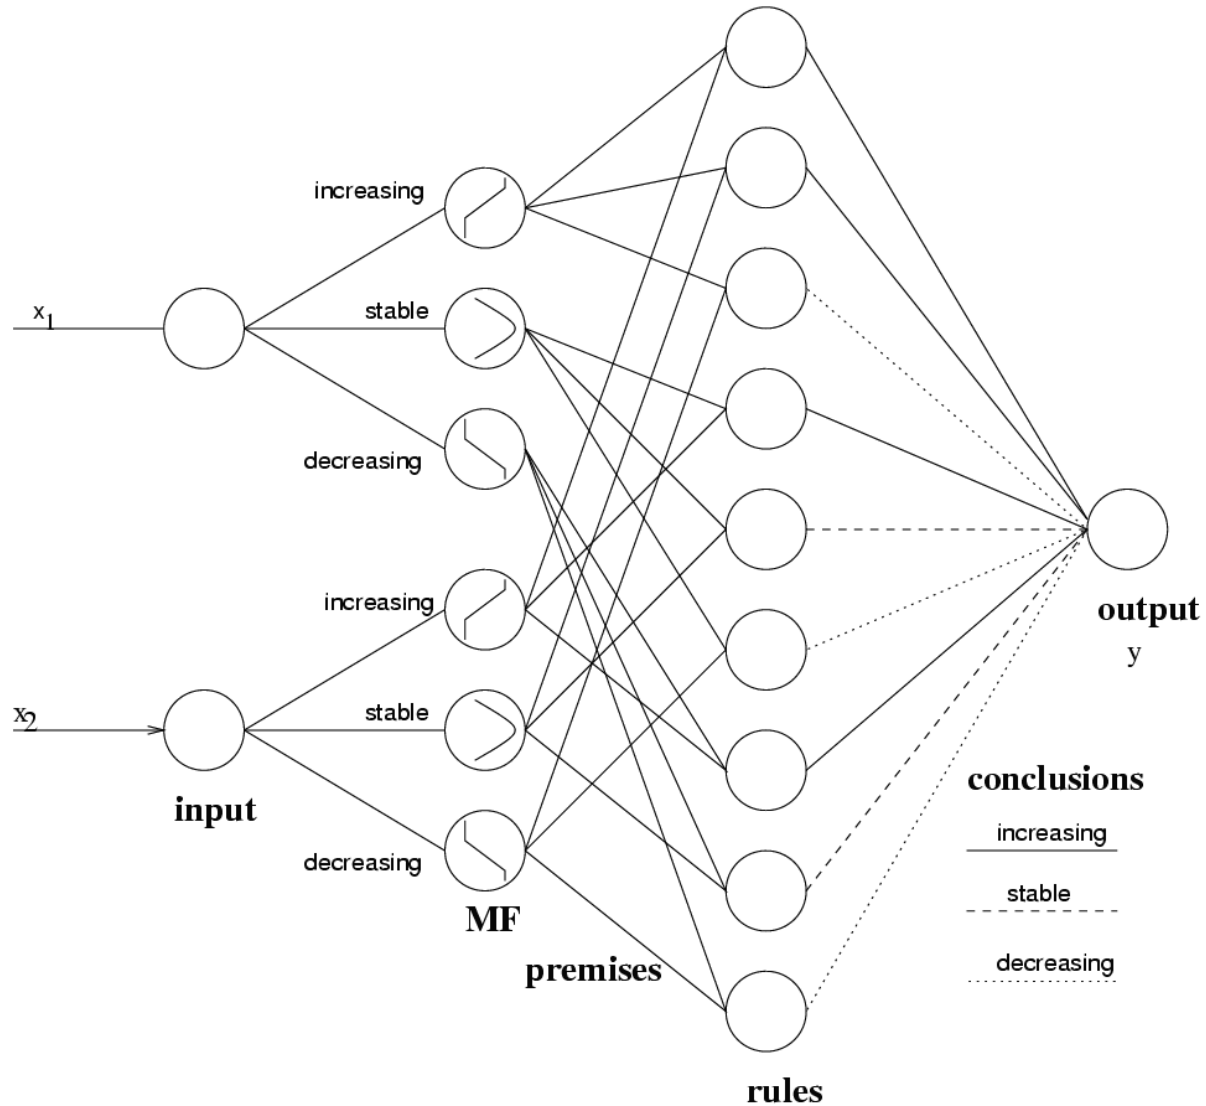 increasing
x1
stable
decreasing
increasing
output
y
x2
stable
input
conclusions
increasing
decreasing
stable
MF
premises
decreasing
rules